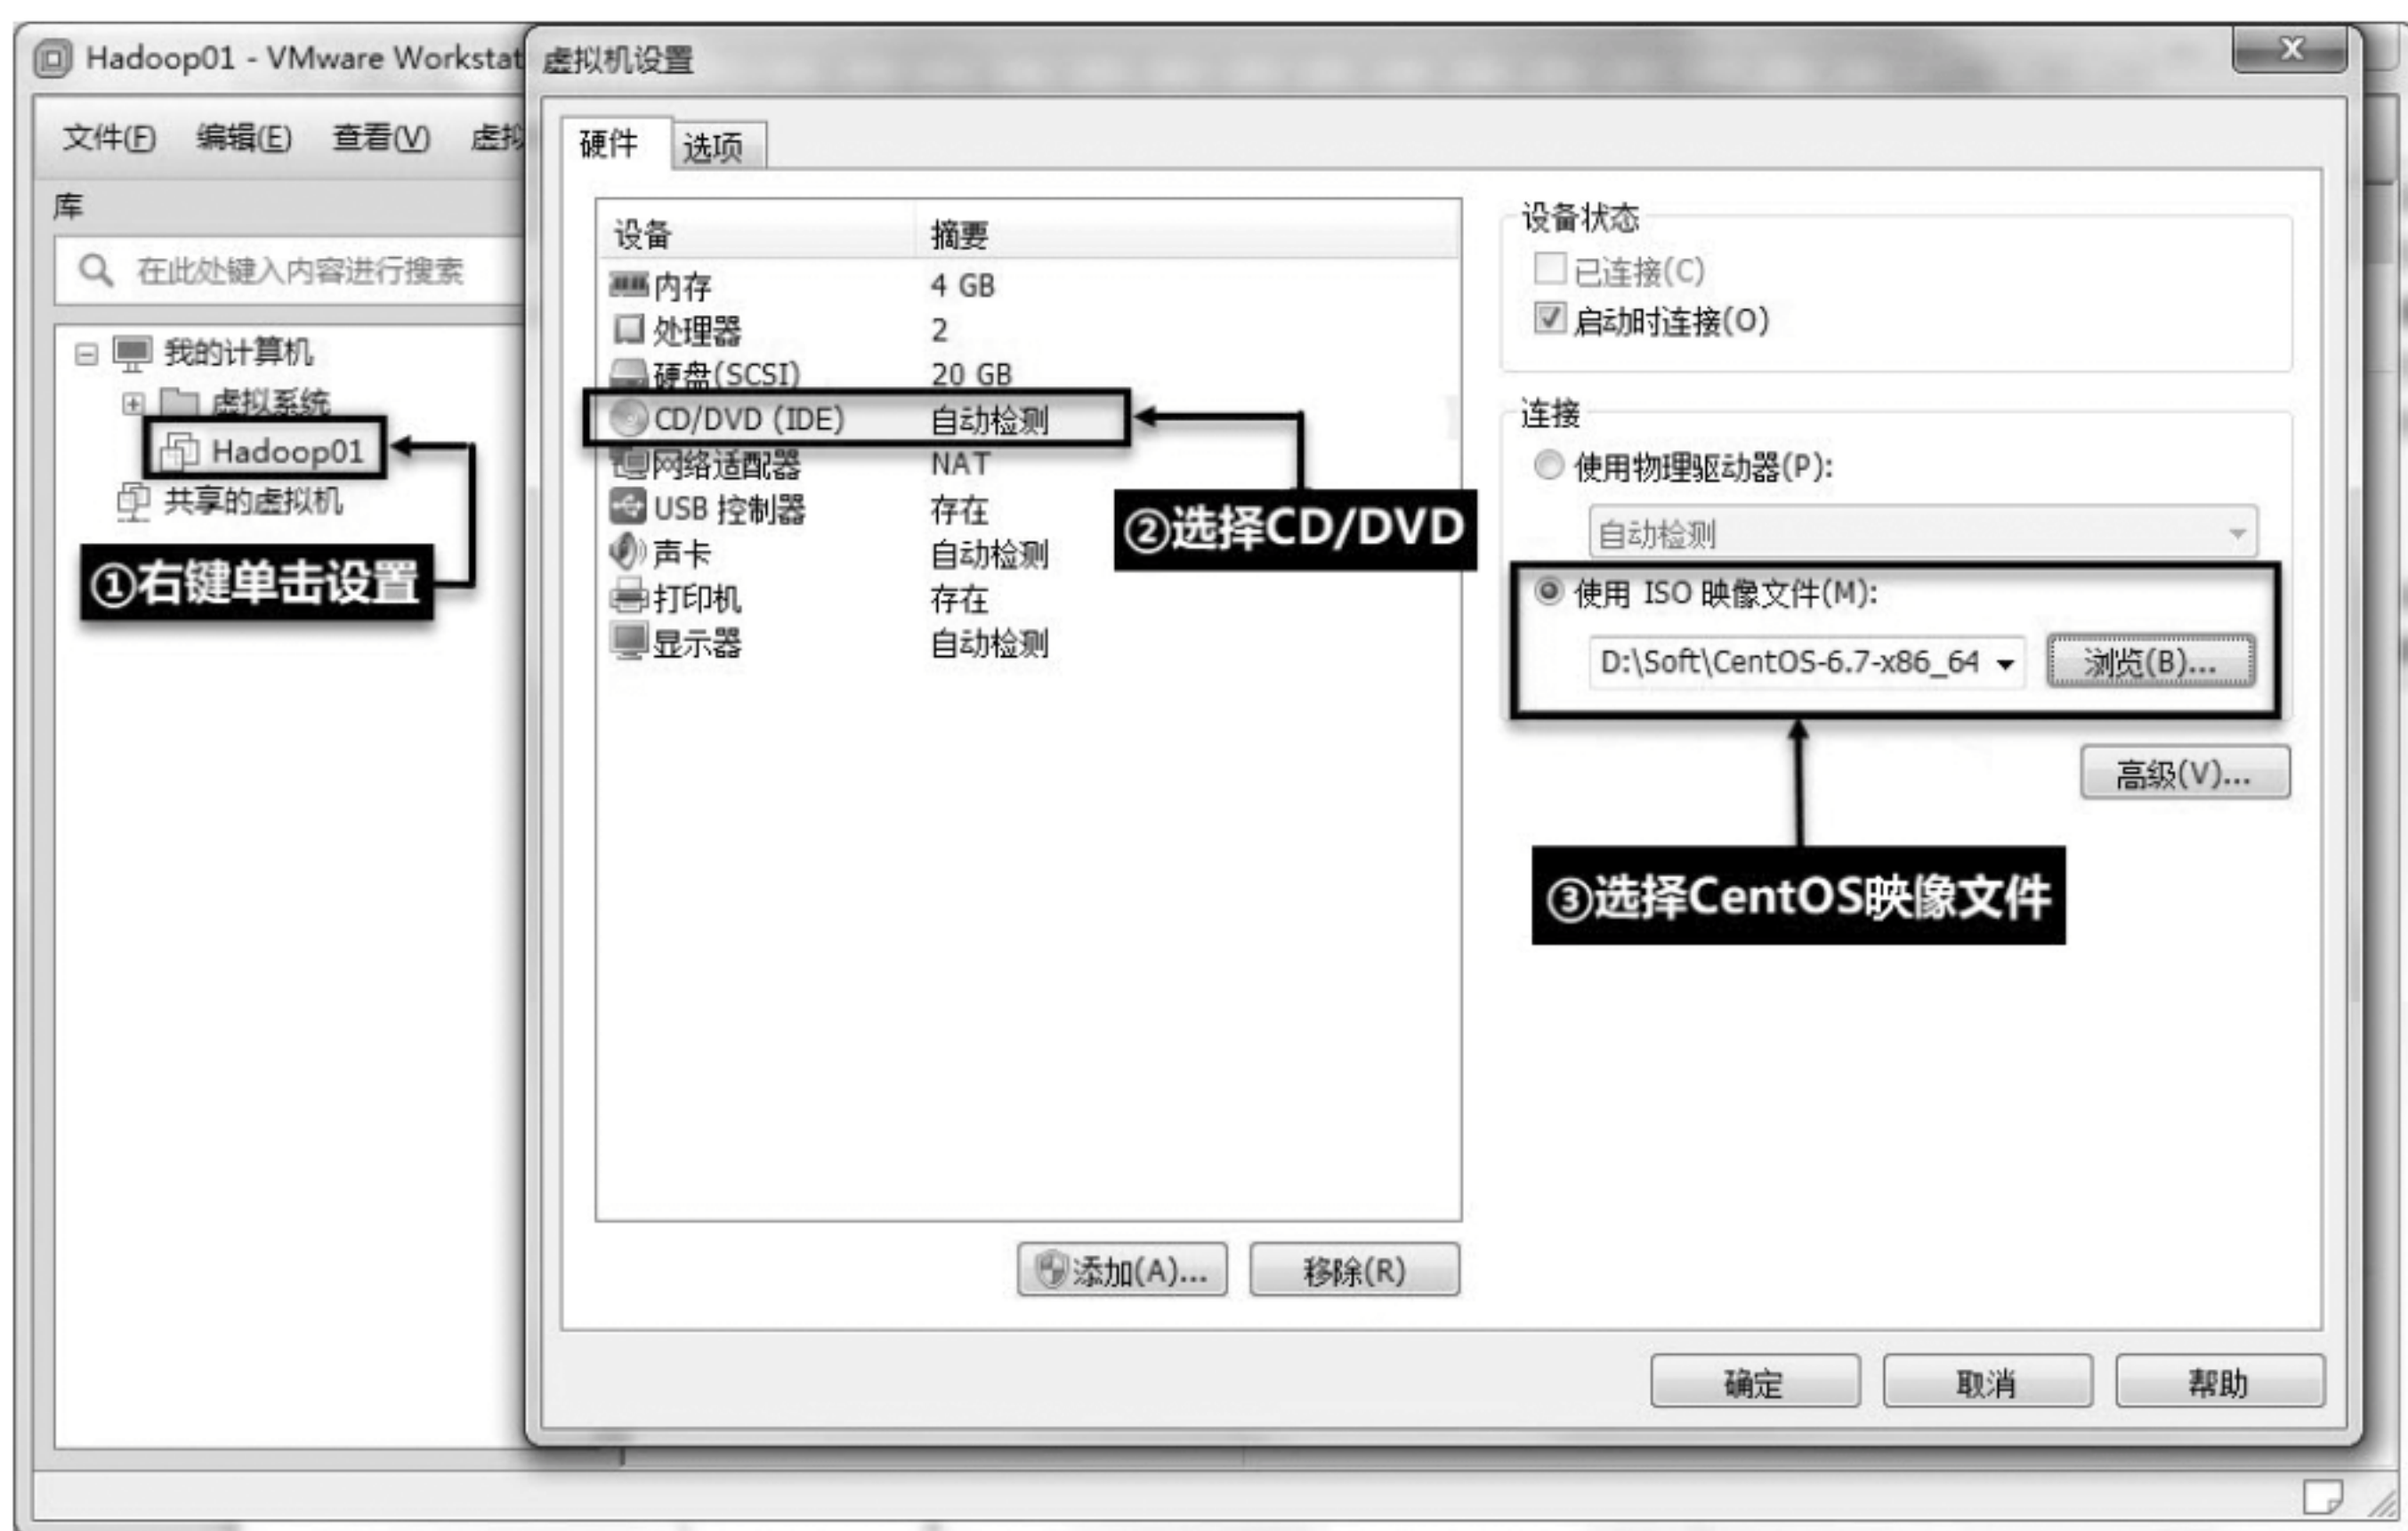 Hadoop01 - VMware Workstat
文件(F) 编辑(E) 查看(V) 虚拟
库
在此处键入内容进行搜索
我的计算机
虚拟系统
Hadoop01
共享的虚拟机
①右键单击设置
虚拟机设置
硬件 选项
设备 摘要
内存 4 GB
处理器 2
硬盘(SCSI) 20 GB
CD/DVD (IDE) 自动检测
网络适配器 NAT
USB 控制器 存在
声卡 自动检测
打印机 存在
显示器 自动检测
②选择CD/DVD
添加(A)... 移除(R)
设备状态
已连接(C)
启动时连接(O)
连接
使用物理驱动器(P):
自动检测
使用 ISO 映像文件(M):
D:\Soft\CentOS-6.7-x86_64 浏览(B)...
高级(V)...
③选择CentOS映像文件
确定 取消 帮助